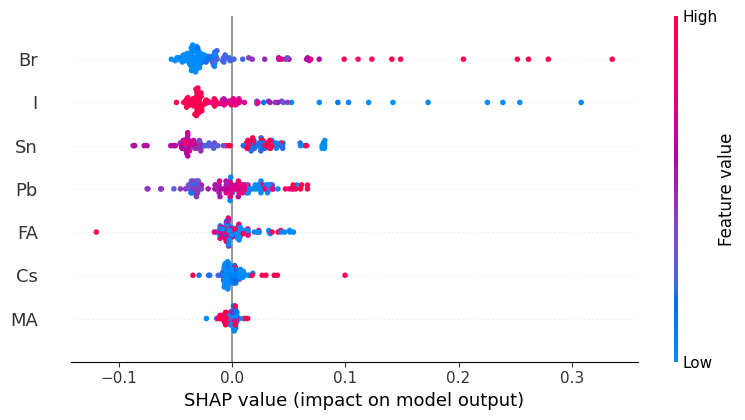 High
Br
I
Sn
Pb
FA
Cs
MA
Feature value
Low
−0.1 0.0 0.1 0.2 0.3
SHAP value (impact on model output)